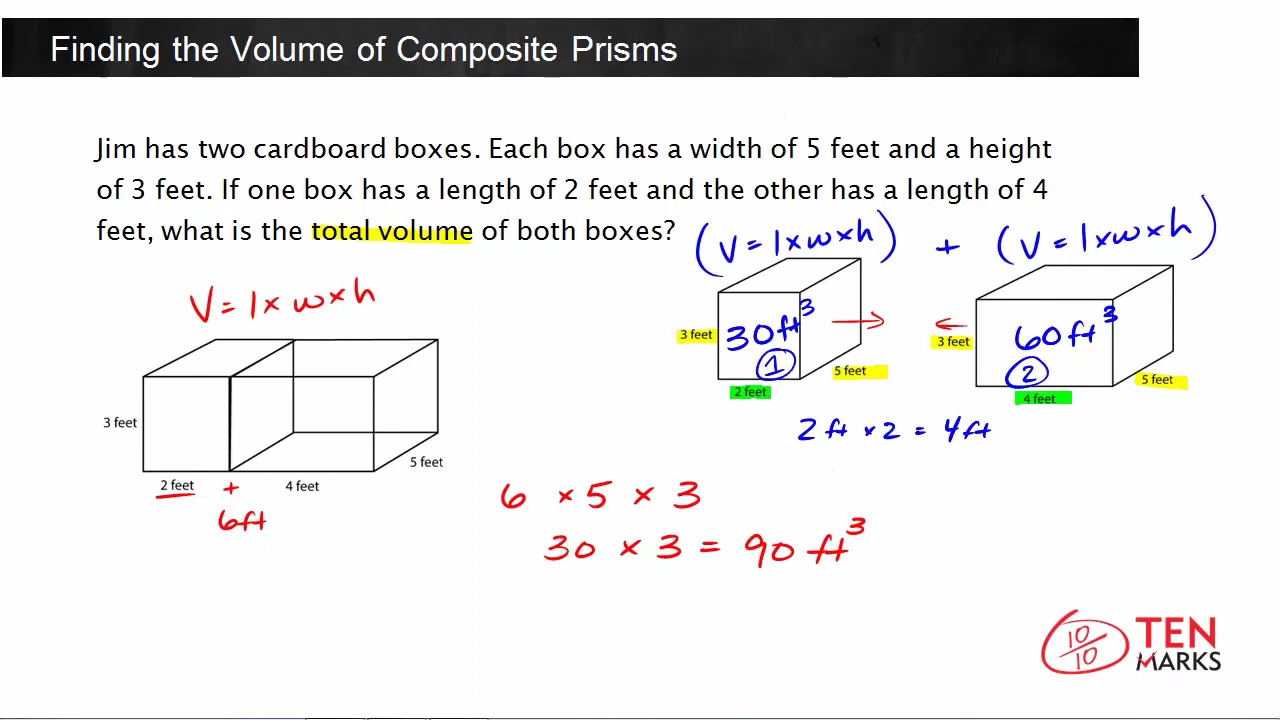 Finding the Volume of Composite Prisms
Jim has two cardboard boxes. Each box has a width of 5 feet and a height
of 3 feet. If one box has a length of 2 feet and the other has a length of 4
feet, what is the total volume of both boxes?
(V = l x w x h) + (V = l x w x h)
V = l x w x h
3 feet
2 feet + 4 feet
5 feet
6ft
3 feet
30 ft³
1
2 feet
5 feet
3 feet
60 ft³
2
4 feet
5 feet
2 ft x 2 = 4 ft
6 x 5 x 3
30 x 3 = 90 ft³
10/10
TEN
MARKS